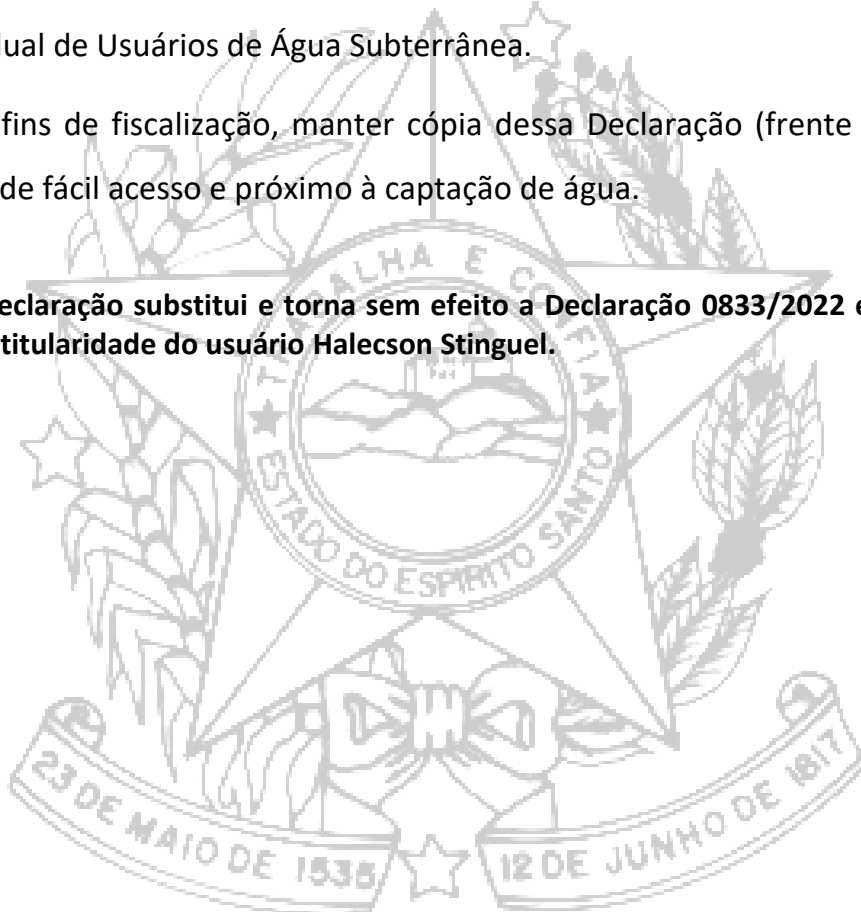 dual de Usuários de Água Subterrânea.
fins de fiscalização, manter cópia dessa Declaração (frente
de fácil acesso e próximo à captação de água.
eclaração substitui e torna sem efeito a Declaração 0833/2022 e
titularidade do usuário Halecson Stinguel.
TRABALHA E CONFIA
ESTADO DO ESPIRITO SANTO
23 DE MAIO DE 1535
12 DE JUNHO DE 1817